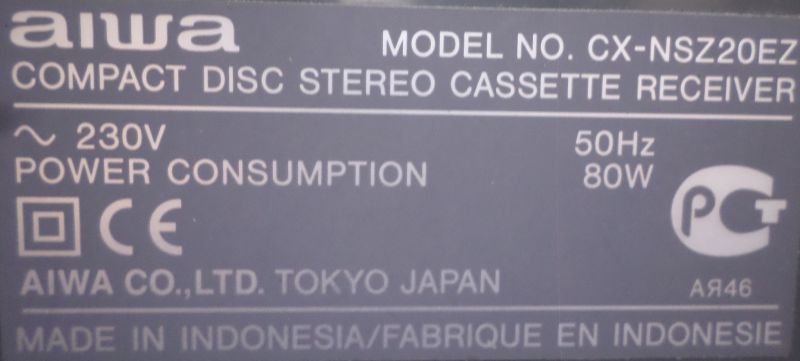 aiwa MODEL NO. CX-NSZ20EZ
COMPACT DISC STEREO CASSETTE RECEIVER
~ 230V 50Hz
POWER CONSUMPTION 80W
CE РСТ
AIWA CO.,LTD. TOKYO JAPAN АЯ46
MADE IN INDONESIA/FABRIQUE EN INDONESIE